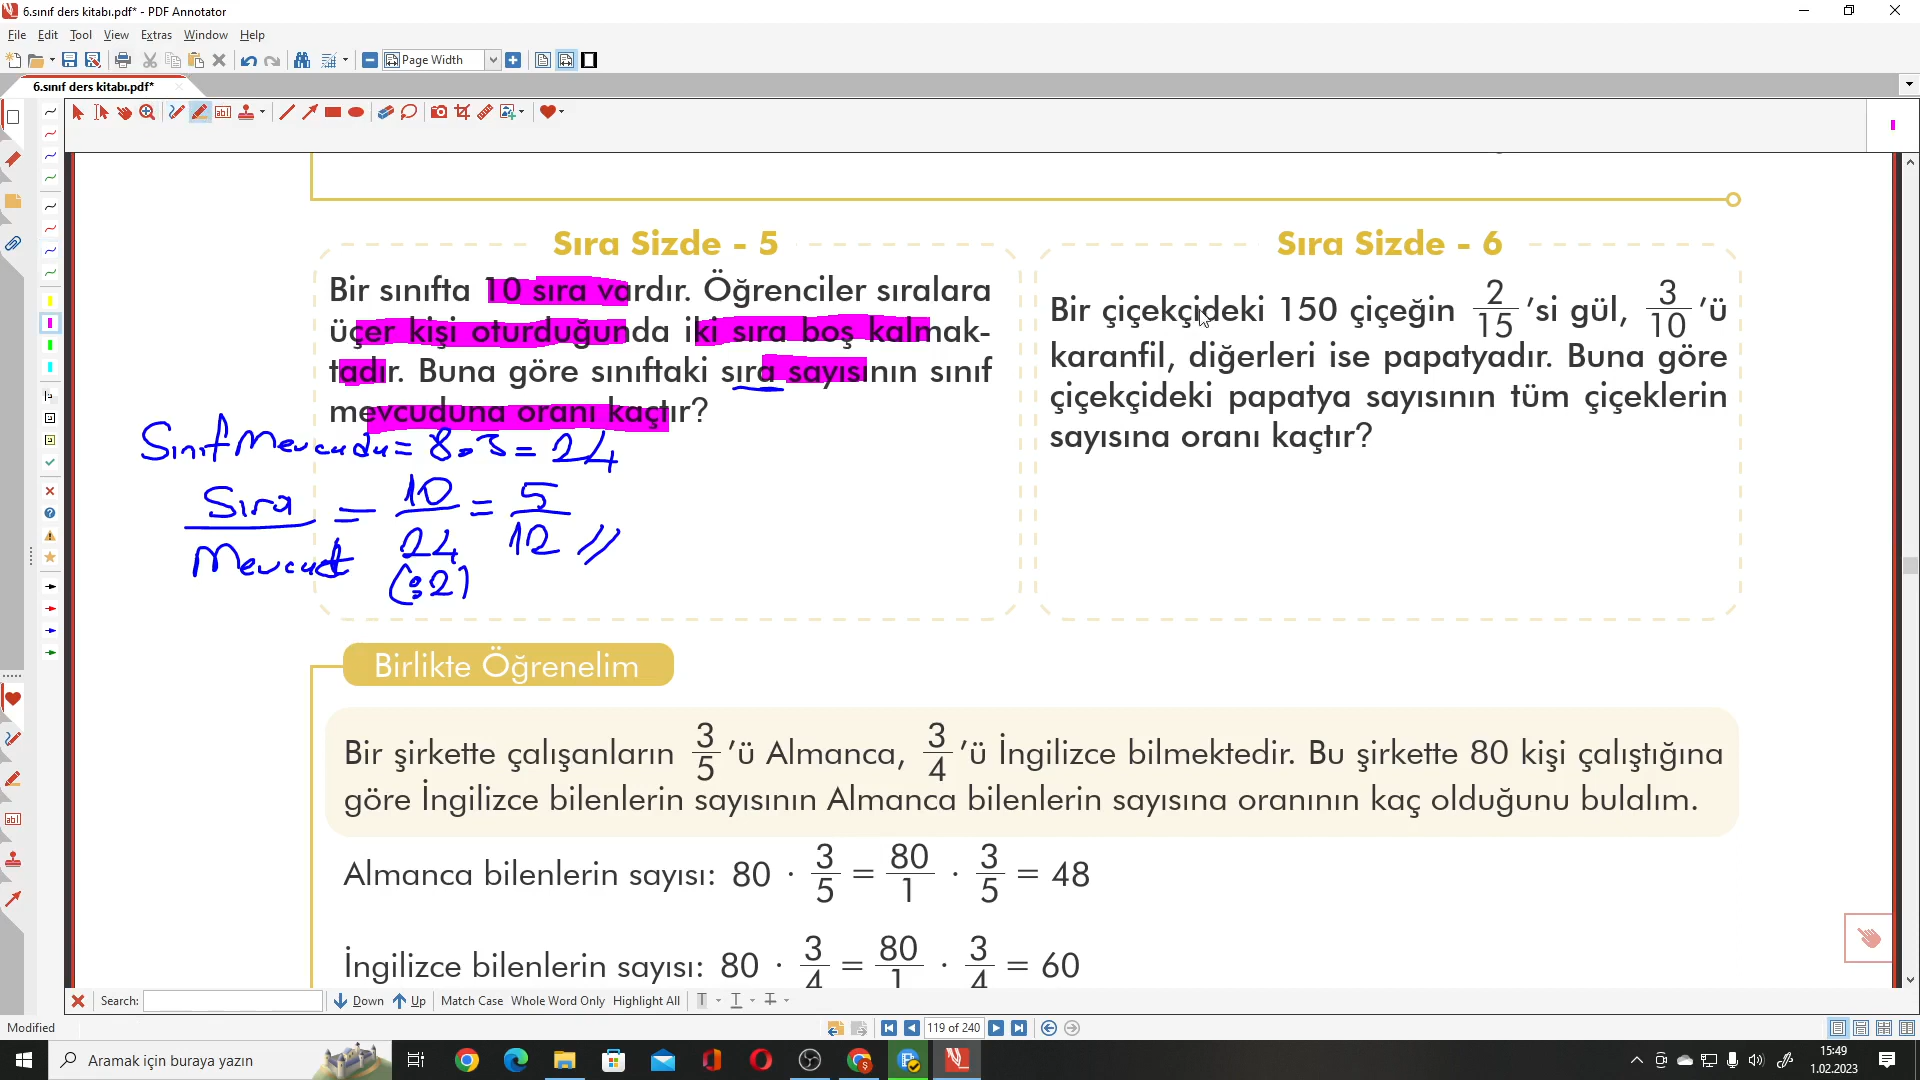 6.sınıf ders kitabı.pdf* - PDF Annotator
File Edit Tool View Extras Window Help
Page Width
6.sınıf ders kitabı.pdf*
Sıra Sizde - 5
Bir sınıfta 10 sıra vardır. Öğrenciler sıralara
üçer kişi oturduğunda iki sıra boş kalmak-
tadır. Buna göre sınıftaki sıra sayısının sınıf
mevcuduna oranı kaçtır?
Sınıf Mevcudu = 8.3 = 24
Sıra/Mevcudu = 10/24 = 5/12 //
(:2)
Sıra Sizde - 6
Bir çiçekçideki 150 çiçeğin 2/15 'si gül, 3/10 'ü
karanfil, diğerleri ise papatyadır. Buna göre
çiçekçideki papatya sayısının tüm çiçeklerin
sayısına oranı kaçtır?
Birlikte Öğrenelim
Bir şirkette çalışanların 3/5 'ü Almanca, 3/4 'ü İngilizce bilmektedir. Bu şirkette 80 kişi çalıştığına
göre İngilizce bilenlerin sayısının Almanca bilenlerin sayısına oranının kaç olduğunu bulalım.
Almanca bilenlerin sayısı: 80 · 3/5 = 80/1 · 3/5 = 48
İngilizce bilenlerin sayısı: 80 · 3/4 = 80/1 · 3/4 = 60
Search: Down Up Match Case Whole Word Only Highlight All
Modified
119 of 240
Aramak için buraya yazın
15:49
1.02.2023